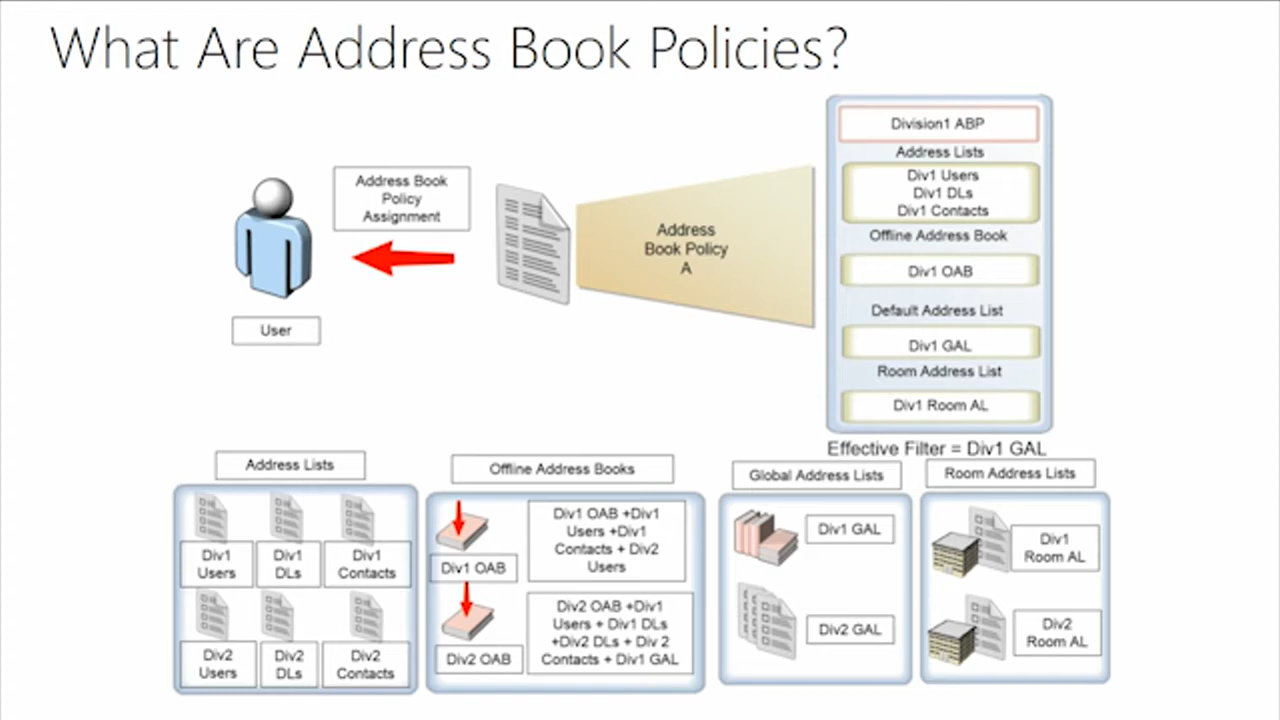 What Are Address Book Policies?
Division1 ABP
Address Lists
Div1 Users
Div1 DLs
Div1 Contacts
Offline Address Book
Div1 OAB
Default Address List
Div1 GAL
Room Address List
Div1 Room AL
Effective Filter = Div1 GAL
Address Book
Policy
Assignment
Address
Book Policy
A
User
Address Lists
Div1
Users
Div1
DLs
Div1
Contacts
Div2
Users
Div2
DLs
Div2
Contacts
Offline Address Books
Div1 OAB
Div1 OAB +Div1
Users +Div1
Contacts + Div2
Users
Div2 OAB
Div2 OAB +Div1
Users + Div1 DLs
+Div2 DLs + Div 2
Contacts + Div1 GAL
Global Address Lists
Div1 GAL
Div2 GAL
Room Address Lists
Div1
Room AL
Div2
Room AL